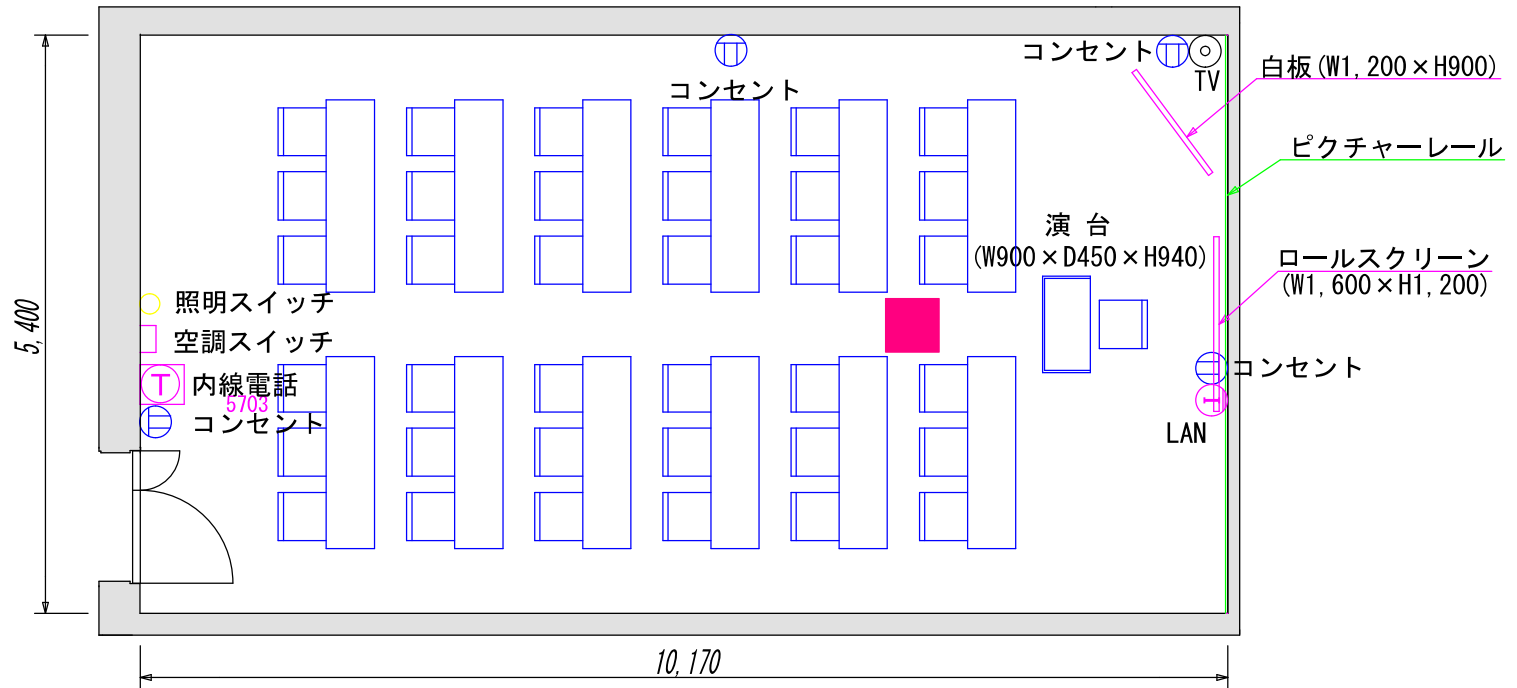 コンセント
コンセント
TV
白板(W1,200×H900)
ピクチャーレール
演 台
(W900×D450×H940)
ロールスクリーン
(W1,600×H1,200)
照明スイッチ
空調スイッチ
内線電話
5703
コンセント
コンセント
LAN
5,400
10,170